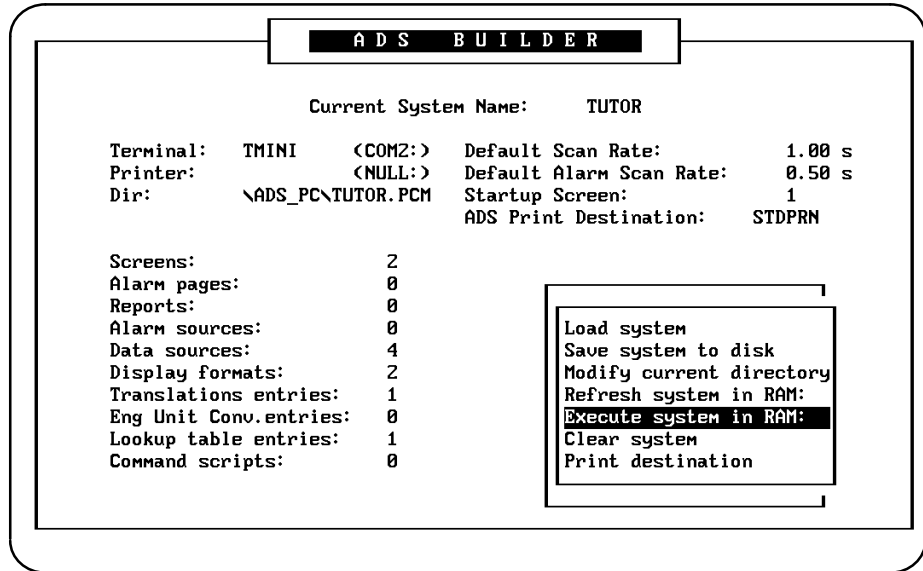 ADS BUILDER
Current System Name: TUTOR
Terminal: TMINI (COM2:) Default Scan Rate: 1.00 s
Printer: (NULL:) Default Alarm Scan Rate: 0.50 s
Dir: \ADS_PC\TUTOR.PCM Startup Screen: 1
ADS Print Destination: STDPRN
Screens: 2
Alarm pages: 0
Reports: 0
Alarm sources: 0
Data sources: 4
Display formats: 2
Translations entries: 1
Eng Unit Conv.entries: 0
Lookup table entries: 1
Command scripts: 0
Load system
Save system to disk
Modify current directory
Refresh system in RAM:
Execute system in RAM:
Clear system
Print destination